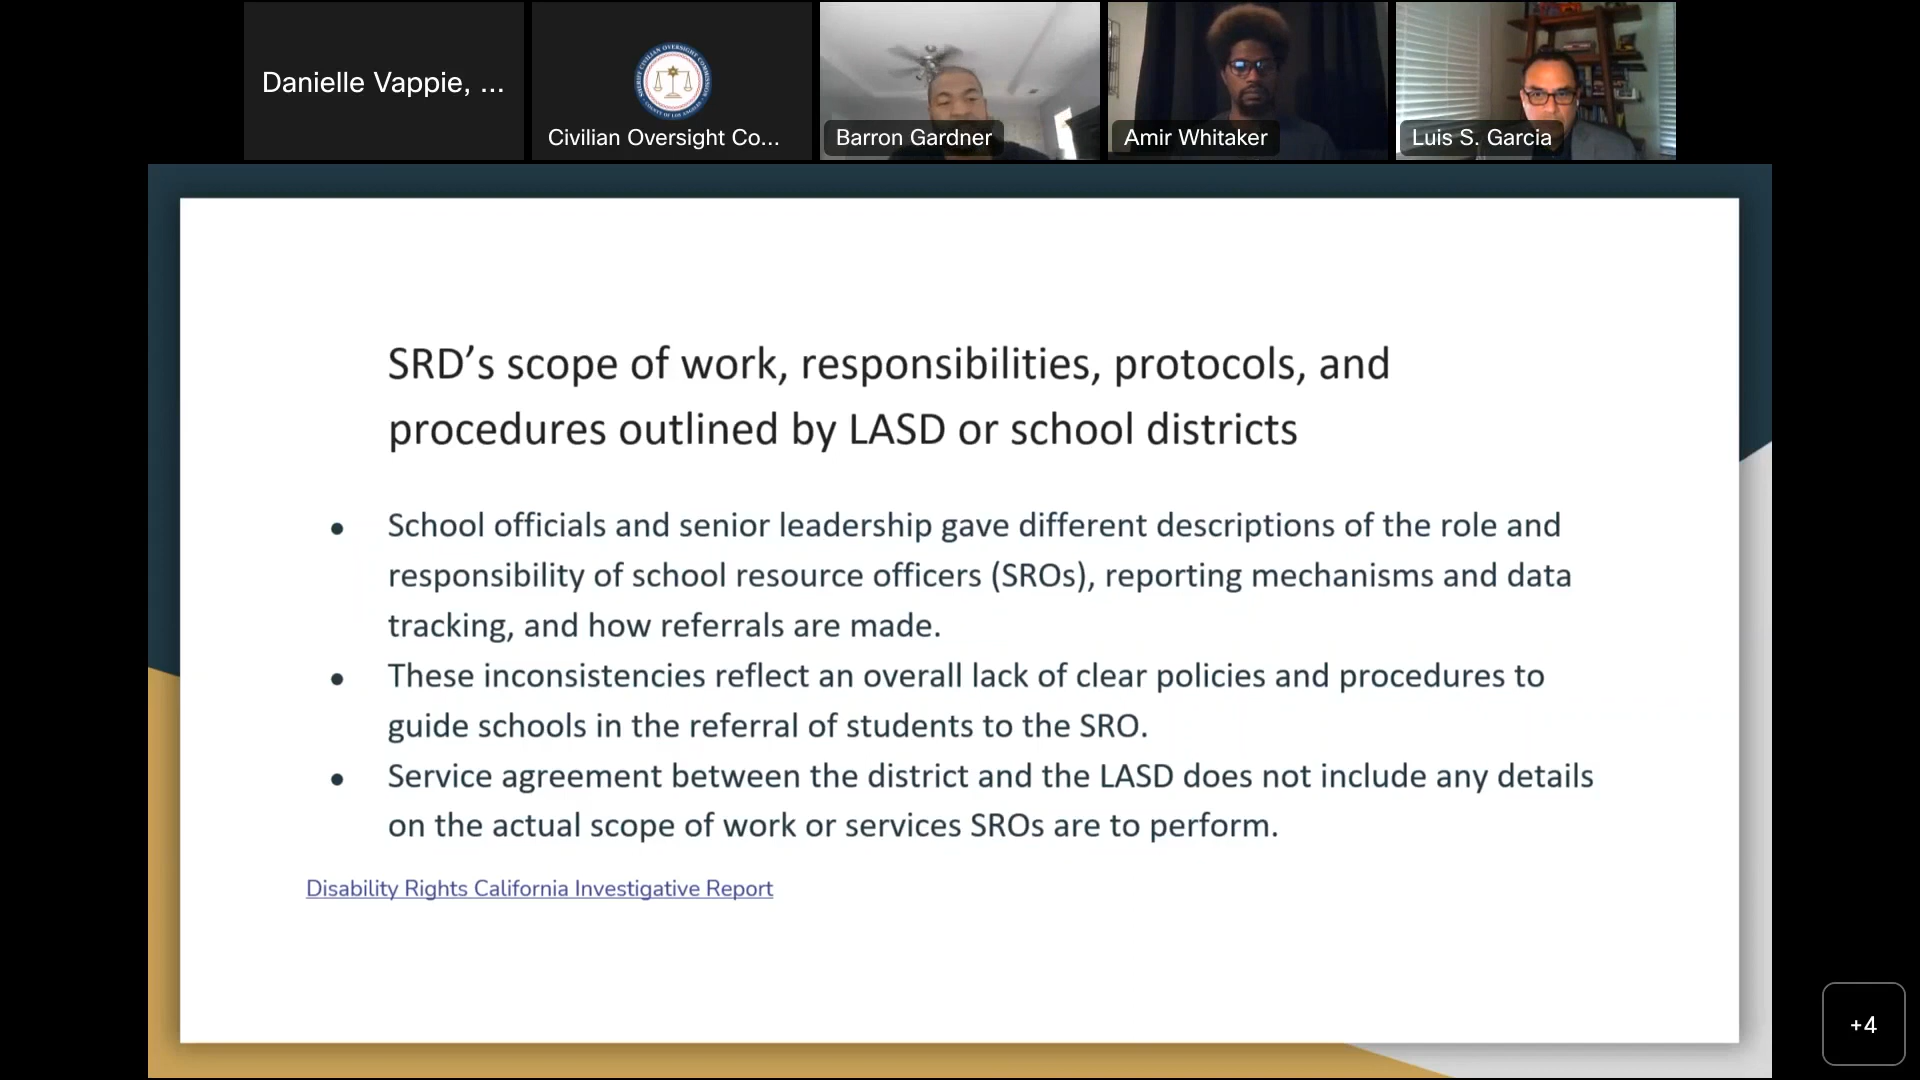 Danielle Vappie, ...
Civilian Oversight Co...
Barron Gardner
Amir Whitaker
Luis S. Garcia
SRD’s scope of work, responsibilities, protocols, and
procedures outlined by LASD or school districts
● School officials and senior leadership gave different descriptions of the role and
responsibility of school resource officers (SROs), reporting mechanisms and data
tracking, and how referrals are made.
● These inconsistencies reflect an overall lack of clear policies and procedures to
guide schools in the referral of students to the SRO.
● Service agreement between the district and the LASD does not include any details
on the actual scope of work or services SROs are to perform.
Disability Rights California Investigative Report
+4